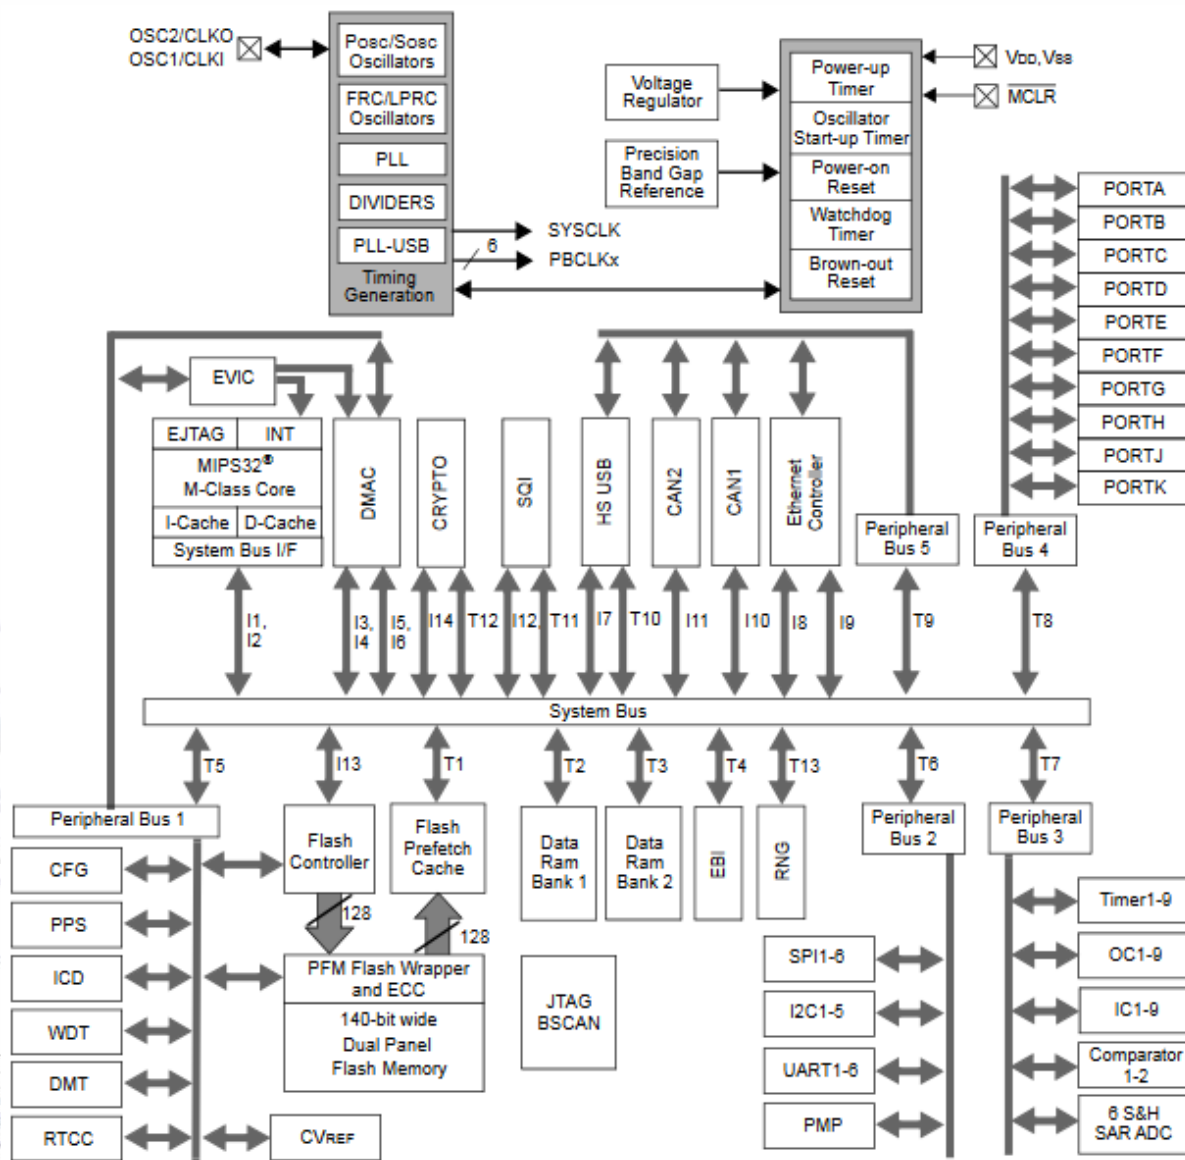 OSC2/CLKO
OSC1/CLKI
POSC/SOSC
Oscillators
FRC/LPRC
Oscillators
PLL
DIVIDERS
PLL-USB
Timing
Generation
6
SYSCLK
PBCLKx
Voltage
Regulator
Precision
Band Gap
Reference
Power-up
Timer
Oscillator
Start-up Timer
Power-on
Reset
Watchdog
Timer
Brown-out
Reset
VDD, VSS
MCLR
PORTA
PORTB
PORTC
PORTD
PORTE
PORTF
PORTG
PORTH
PORTJ
PORTK
EVIC
EJTAG
INT
MIPS32®
M-Class Core
I-Cache
D-Cache
System Bus I/F
DMAC
CRYPTO
SQI
HS USB
CAN2
CAN1
Ethernet
Controller
Peripheral
Bus 5
Peripheral
Bus 4
I1,
I2
I3,
I4
I5,
I6
I14
T12
I12,
T11
I7
T10
I11
I10
I8
I9
T9
T8
System Bus
T5
I13
T1
T2
T3
T4
T13
T6
T7
Peripheral Bus 1
Flash
Controller
Flash
Prefetch
Cache
Data
Ram
Bank 1
Data
Ram
Bank 2
EBI
RNG
Peripheral
Bus 2
Peripheral
Bus 3
CFG
PPS
ICD
WDT
DMT
RTCC
128
128
PFM Flash Wrapper
and ECC
140-bit wide
Dual Panel
Flash Memory
CVREF
JTAG
BSCAN
SPI1-6
I2C1-5
UART1-6
PMP
Timer1-9
OC1-9
IC1-9
Comparator
1-2
6 S&H
SAR ADC